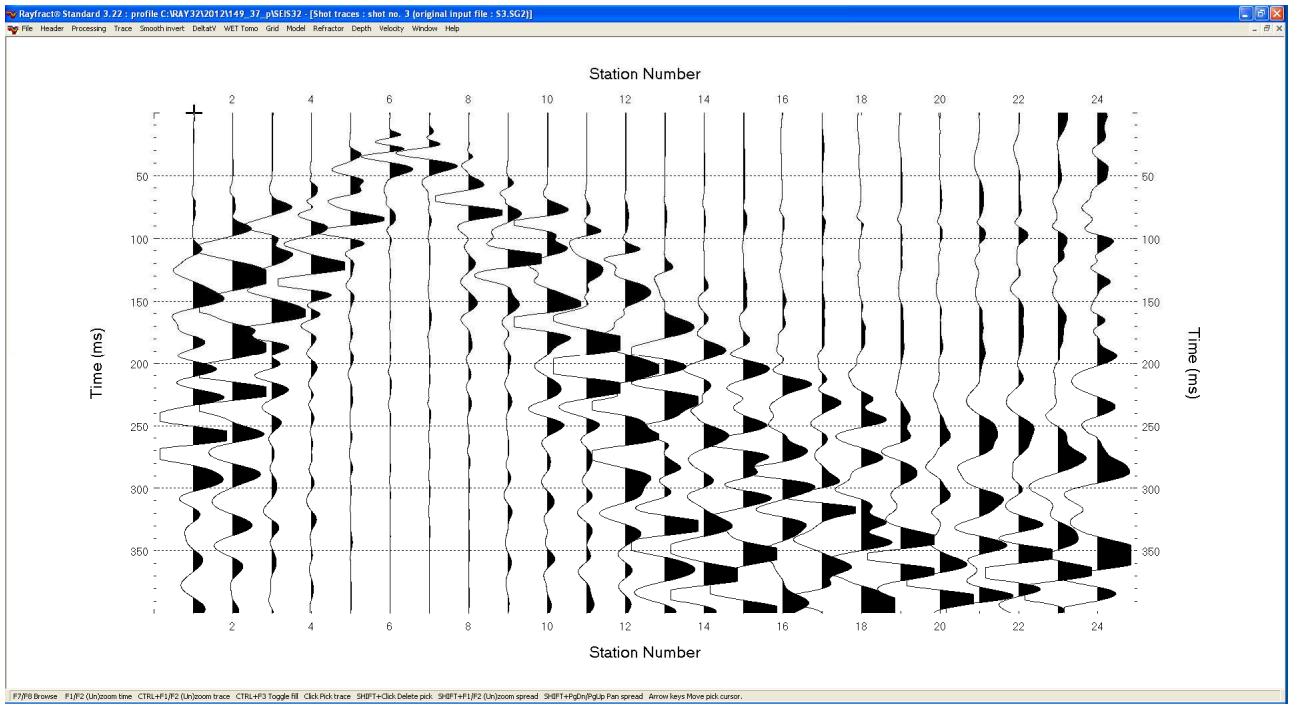 Rayfract® Standard 3.22 : profile C:\RAY32\2012\149_37_p\SEIS32 - [Shot traces : shot no. 3 (original input file : S3.SG2)]
File Header Processing Trace Smooth invert DeltatV WET Tomo Grid Model Refractor Depth Velocity Window Help
Station Number
2 4 6 8 10 12 14 16 18 20 22 24
50 50
100 100
150 150
Time (ms)
Time (ms)
200 200
250 250
300 300
350 350
2 4 6 8 10 12 14 16 18 20 22 24
Station Number
F7/F8 Browse F1/F2 (Un)zoom time CTRL+F1/F2 (Un)zoom trace CTRL+F3 Toggle fill Click Pick trace SHIFT+Click Delete pick SHIFT+F1/F2 (Un)zoom spread SHIFT+PgDn/PgUp Pan spread Arrow keys Move pick cursor.